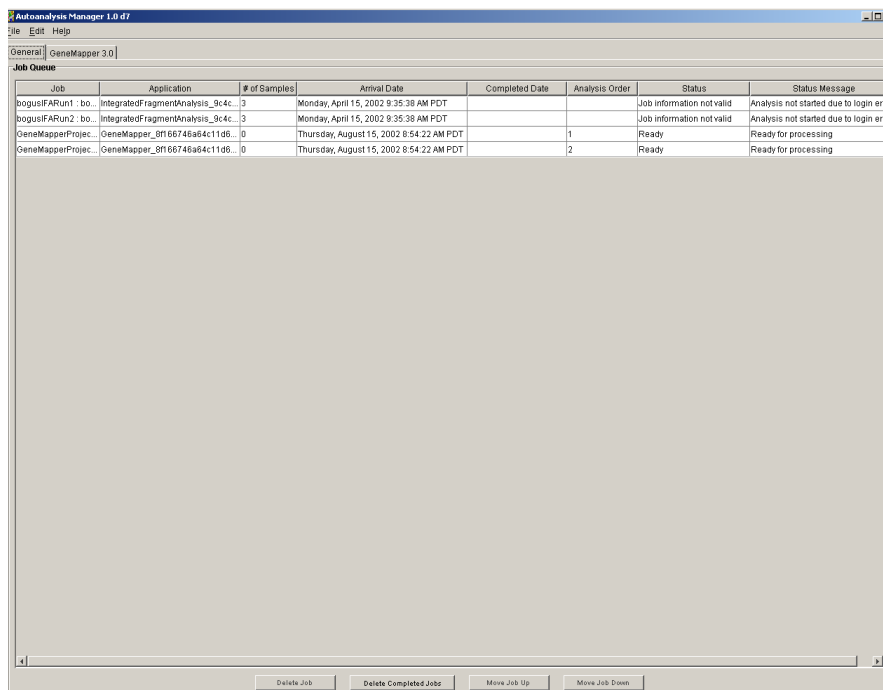 Autoanalysis Manager 1.0 d7
File Edit Help
General GeneMapper 3.0
Job Queue
Job Application # of Samples Arrival Date Completed Date Analysis Order Status Status Message
bogusIFARun1 : bo... IntegratedFragmentAnalysis_9c4c... 3 Monday, April 15, 2002 9:35:38 AM PDT Job information not valid Analysis not started due to login er
bogusIFARun2 : bo... IntegratedFragmentAnalysis_9c4c... 3 Monday, April 15, 2002 9:35:38 AM PDT Job information not valid Analysis not started due to login er
GeneMapperProjec... GeneMapper_8f166746a64c11d6... 0 Thursday, August 15, 2002 8:54:22 AM PDT 1 Ready Ready for processing
GeneMapperProjec... GeneMapper_8f166746a64c11d6... 0 Thursday, August 15, 2002 8:54:22 AM PDT 2 Ready Ready for processing
Delete Job Delete Completed Jobs Move Job Up Move Job Down